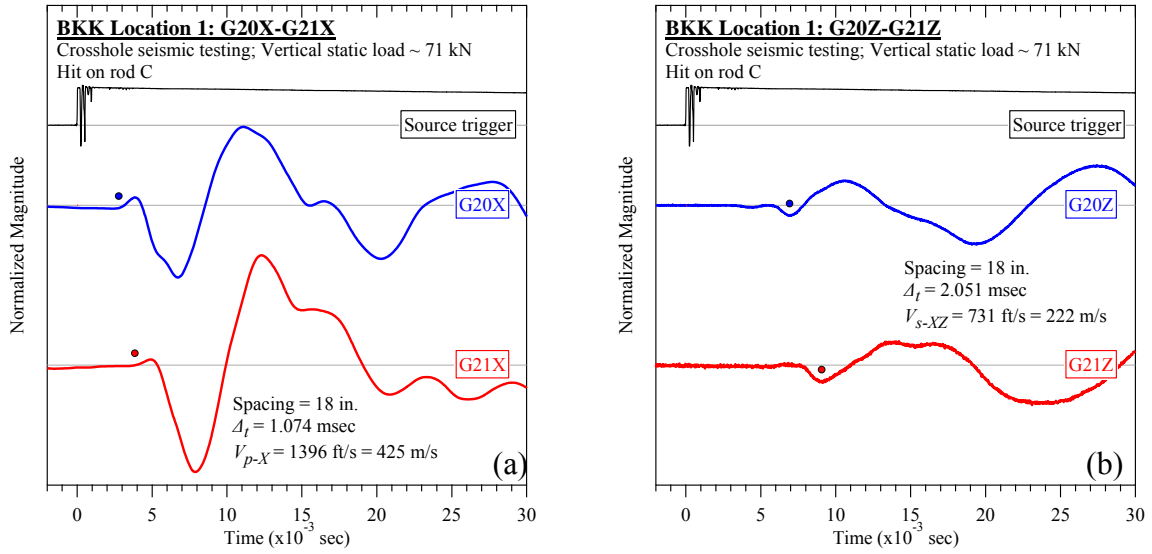 BKK Location 1: G20X-G21X
Crosshole seismic testing; Vertical static load ~ 71 kN
Hit on rod C
Source trigger
G20X
G21X
Spacing = 18 in.
Δt = 1.074 msec
Vp-X = 1396 ft/s = 425 m/s
(a)
Normalized Magnitude
0 5 10 15 20 25 30
Time (x10-3 sec)
BKK Location 1: G20Z-G21Z
Crosshole seismic testing; Vertical static load ~ 71 kN
Hit on rod C
Source trigger
G20Z
Spacing = 18 in.
Δt = 2.051 msec
Vs-XZ = 731 ft/s = 222 m/s
G21Z
(b)
Normalized Magnitude
0 5 10 15 20 25 30
Time (x10-3 sec)